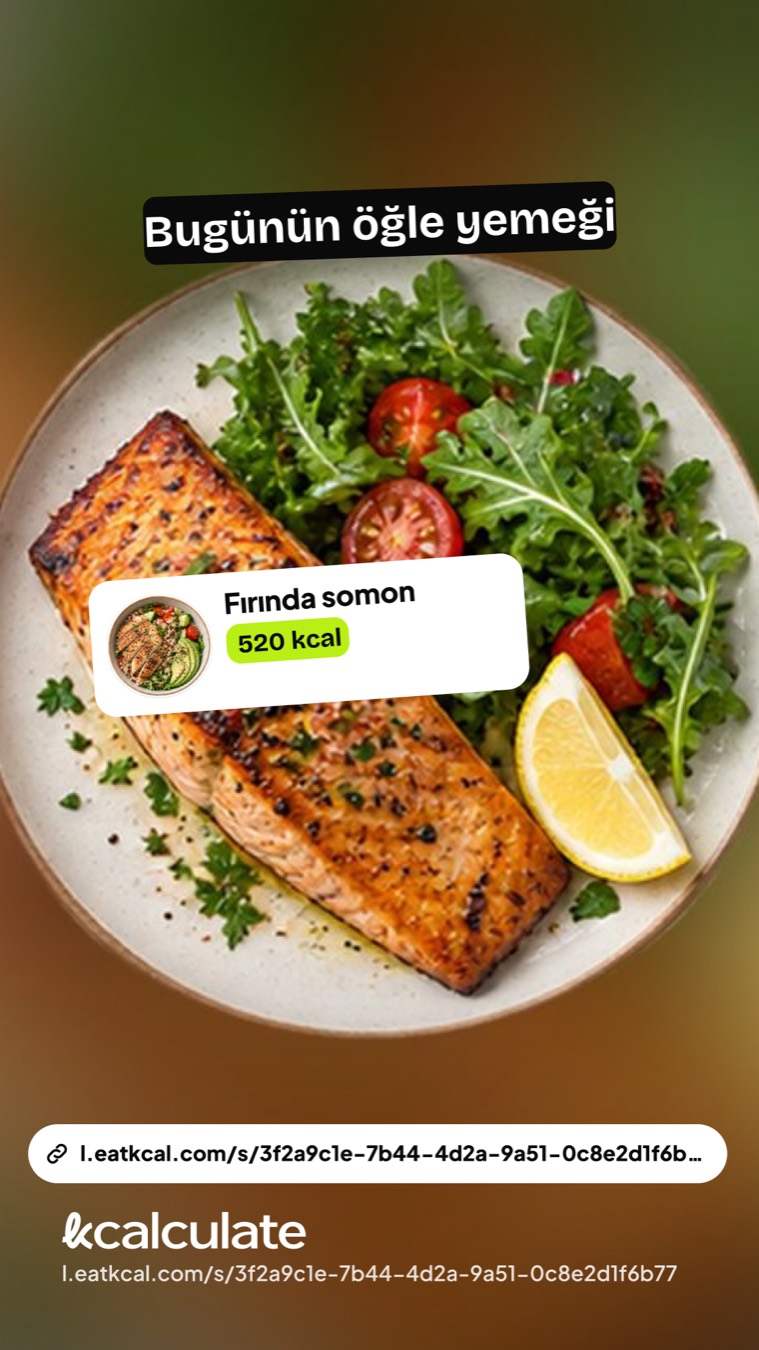 Bugünün öğle yemeği
Fırında somon
520 kcal
l.eatkcal.com/s/3f2a9c1e-7b44-4d2a-9a51-0c8e2d1f6b...
kcalculate
l.eatkcal.com/s/3f2a9c1e-7b44-4d2a-9a51-0c8e2d1f6b77